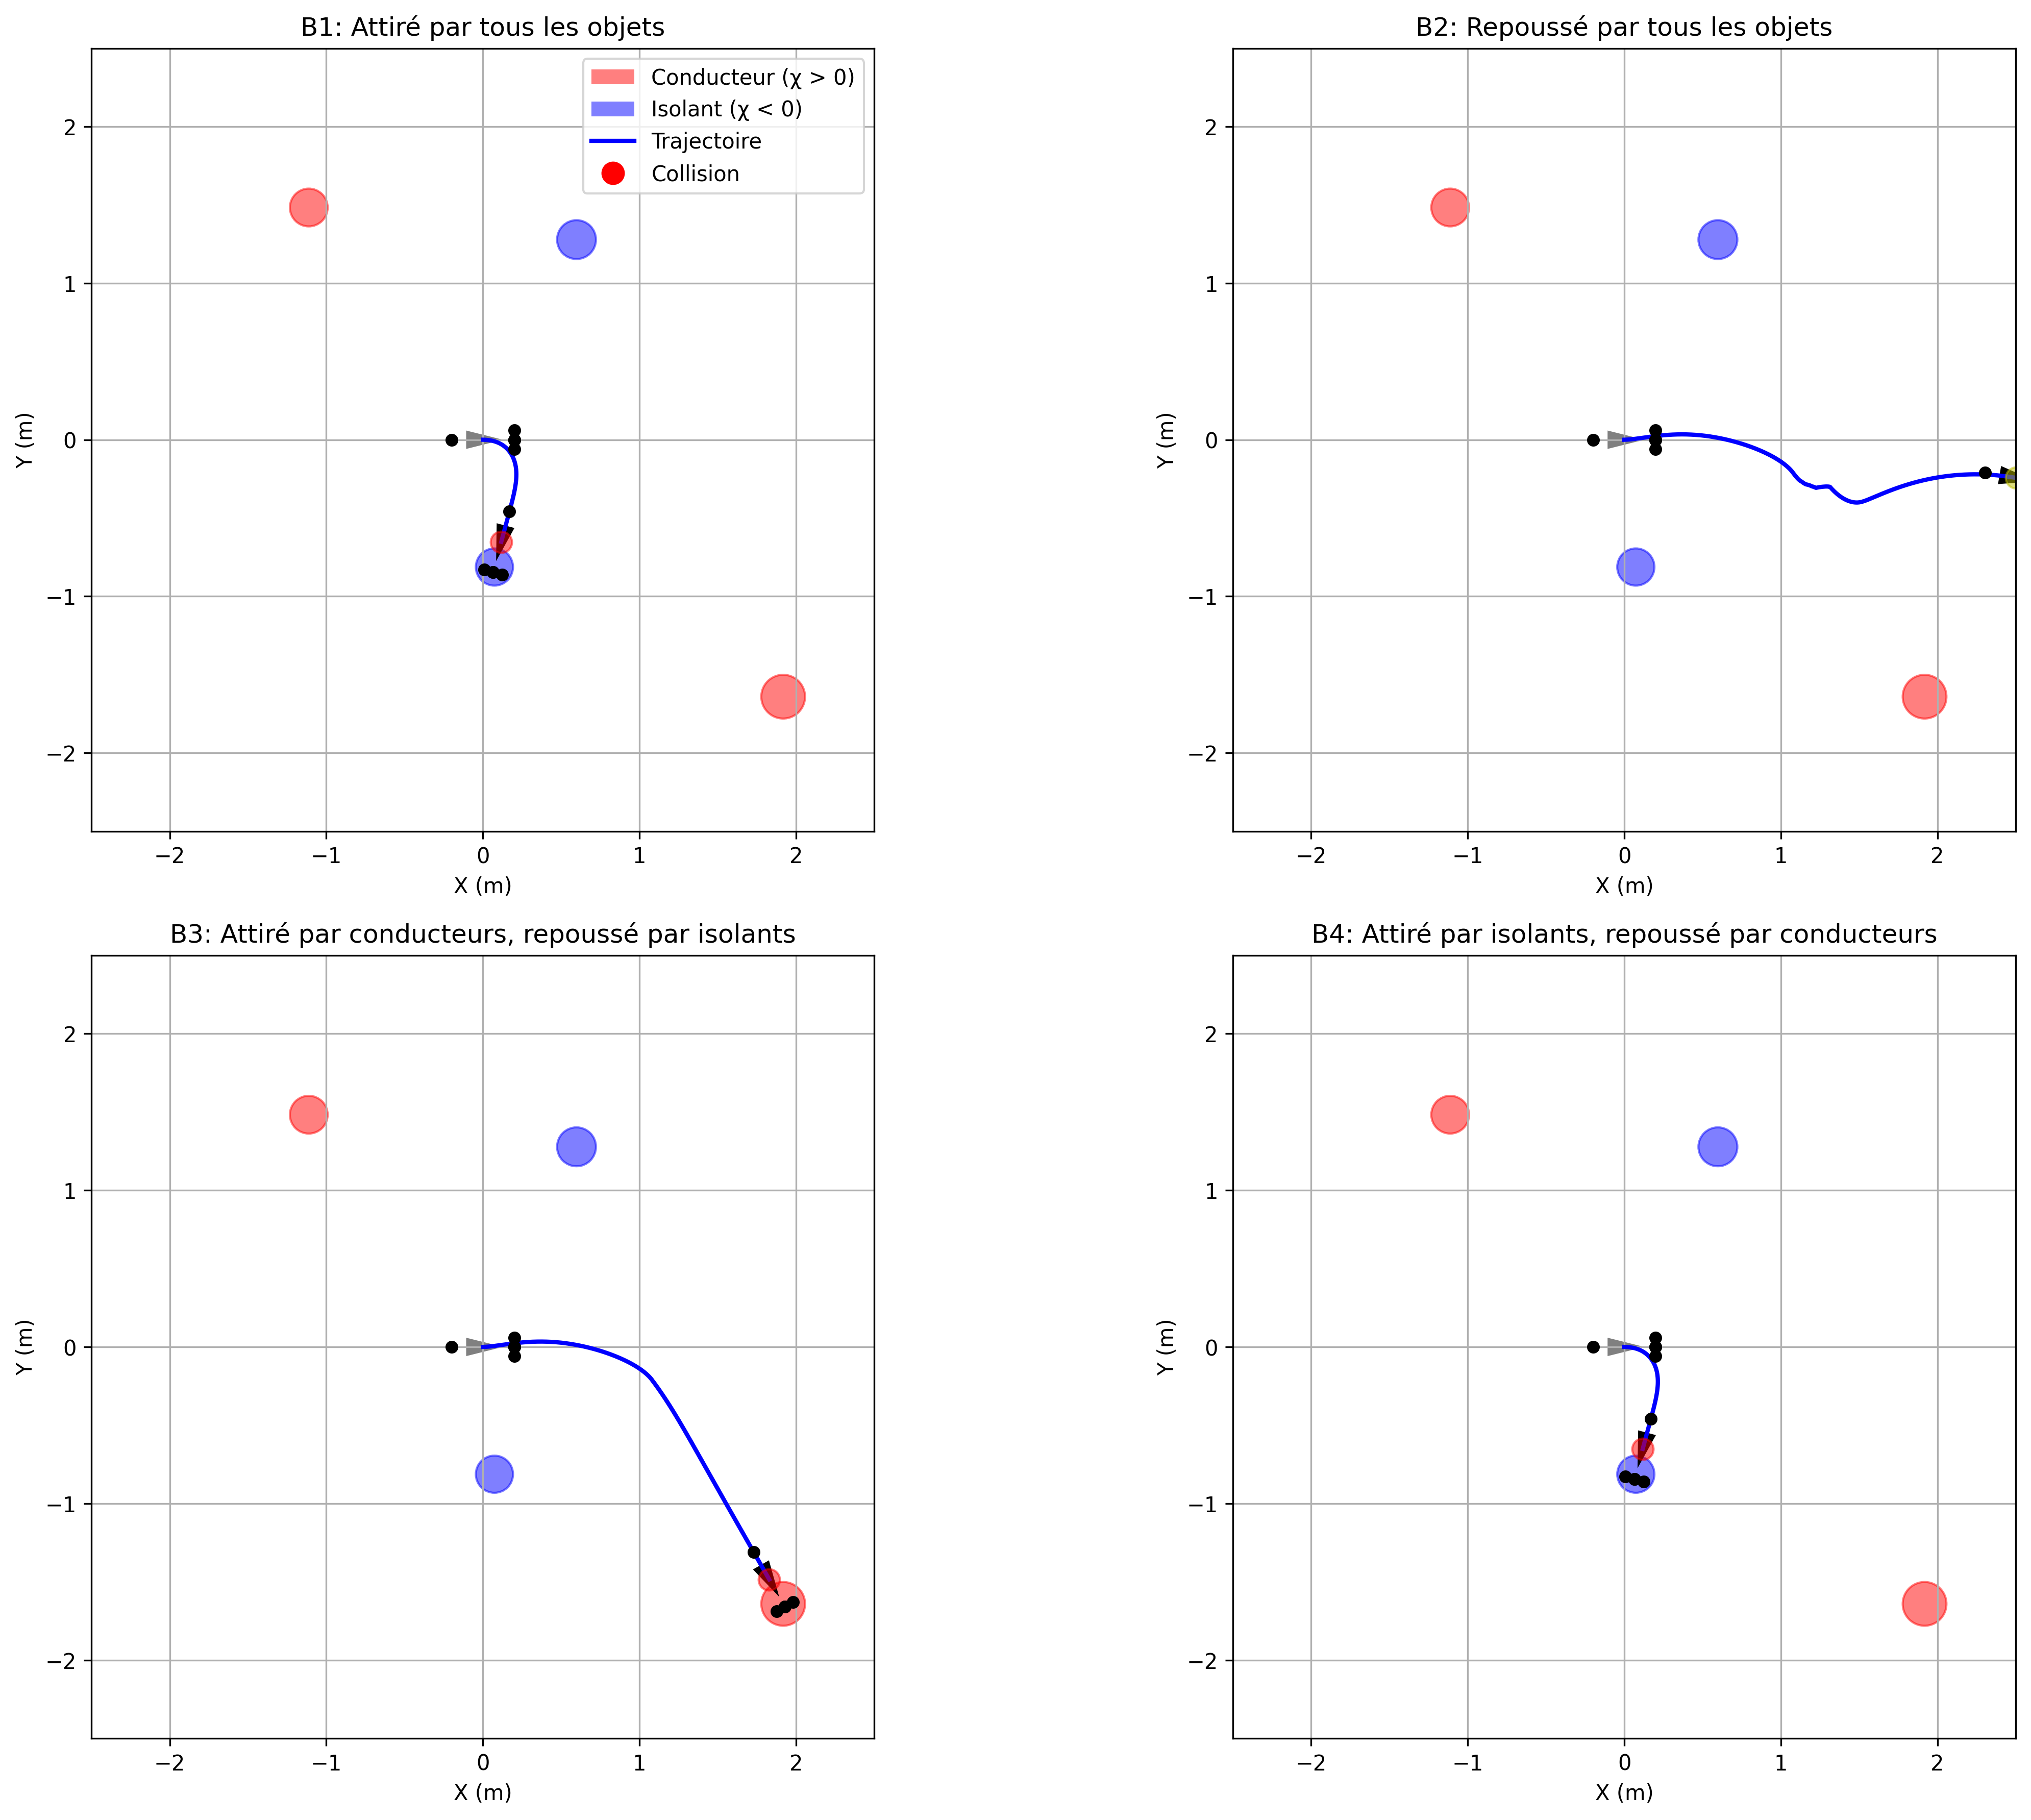 B1: Attiré par tous les objets
Conducteur (χ > 0)
Isolant (χ < 0)
Trajectoire
Collision
2
1
0
−1
−2
Y (m)
−2 −1 0 1 2
X (m)
B2: Repoussé par tous les objets
2
1
0
−1
−2
Y (m)
−2 −1 0 1 2
X (m)
B3: Attiré par conducteurs, repoussé par isolants
2
1
0
−1
−2
Y (m)
−2 −1 0 1 2
X (m)
B4: Attiré par isolants, repoussé par conducteurs
2
1
0
−1
−2
Y (m)
−2 −1 0 1 2
X (m)